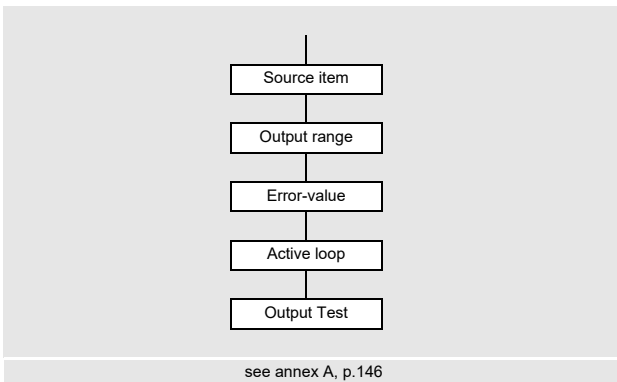 Source item
Output range
Error-value
Active loop
Output Test
see annex A, p.146